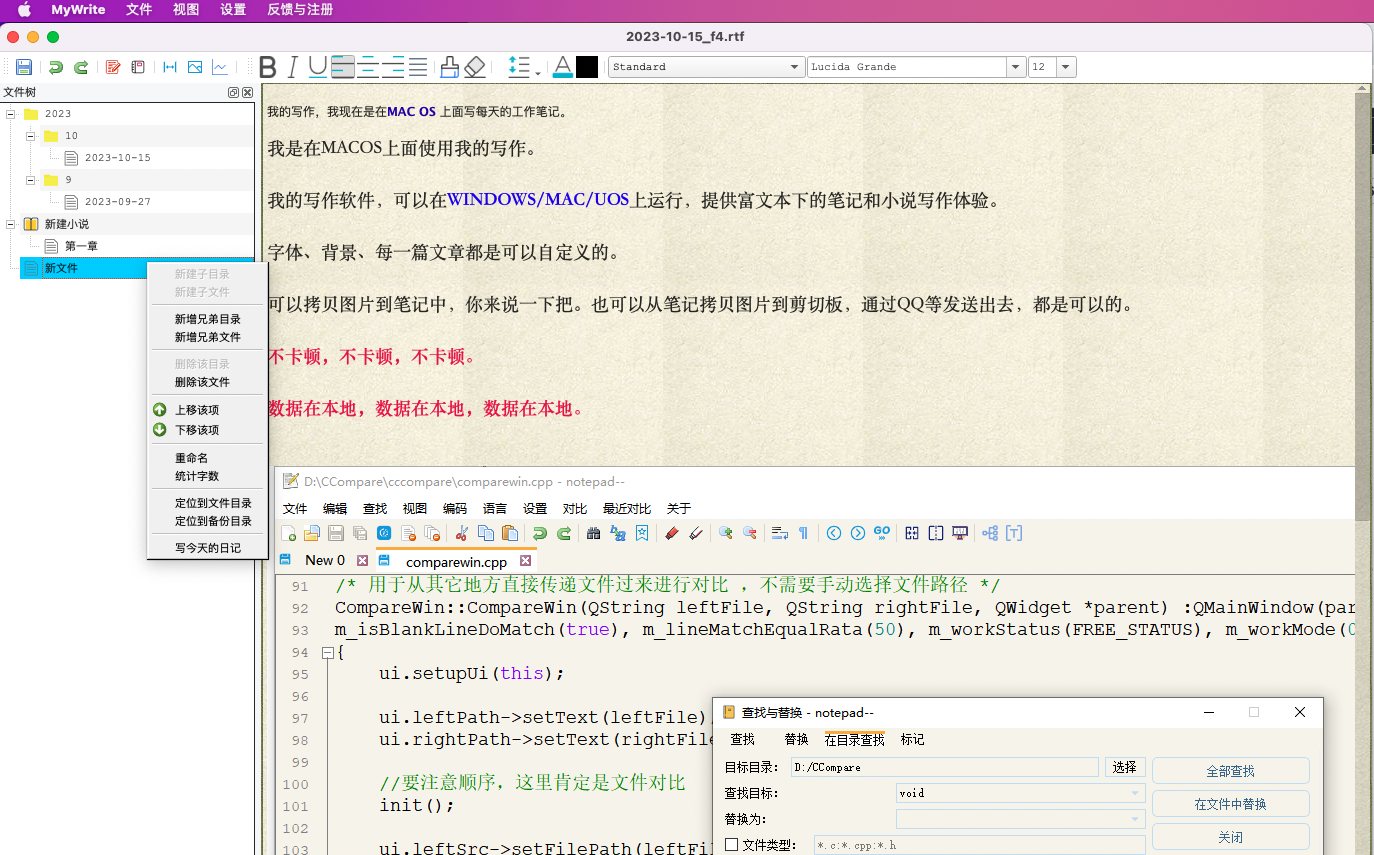 MyWrite 文件 视图 设置 反馈与注册
2023-10-15_f4.rtf
B I U A Standard Lucida Grande 12
文件树
2023
10
2023-10-15
9
2023-09-27
新建小说
第一章
新文件
新建子目录
新建子文件
新增兄弟目录
新增兄弟文件
删除该目录
删除该文件
上移该项
下移该项
重命名
统计字数
定位到文件目录
定位到备份目录
写今天的日记
我的写作，我现在是在MAC OS 上面写每天的工作笔记。
我是在MACOS上面使用我的写作。
我的写作软件，可以在WINDOWS/MAC/UOS上运行，提供富文本下的笔记和小说写作体验。
字体、背景、每一篇文章都是可以自定义的。
可以拷贝图片到笔记中，你来说一下把。也可以从笔记拷贝图片到剪切板，通过QQ等发送出去，都是可以的。
不卡顿，不卡顿，不卡顿。
数据在本地，数据在本地，数据在本地。
D:\CCompare\cccompare\comparewin.cpp - notepad--
文件 编辑 查找 视图 编码 语言 设置 对比 最近对比 关于
GO
New 0 comparewin.cpp
91 /* 用于从其它地方直接传递文件过来进行对比 ，不需要手动选择文件路径 */
92 CompareWin::CompareWin(QString leftFile, QString rightFile, QWidget *parent) :QMainWindow(par
93 m_isBlankLineDoMatch(true), m_lineMatchEqualRata(50), m_workStatus(FREE_STATUS), m_workMode(0
94 {
95 ui.setupUi(this);
96
97 ui.leftPath->setText(leftFile)
98 ui.rightPath->setText(rightFile
99
100 //要注意顺序，这里肯定是文件对比
101 init();
102
103 ui.leftSrc->setFilePath(leftFil
查找与替换 - notepad--
查找 替换 在目录查找 标记
目标目录： D:/CCompare 选择 全部查找
查找目标： void
在文件中替换
替换为：
关闭
文件类型： *.c:*.cpp:*.h